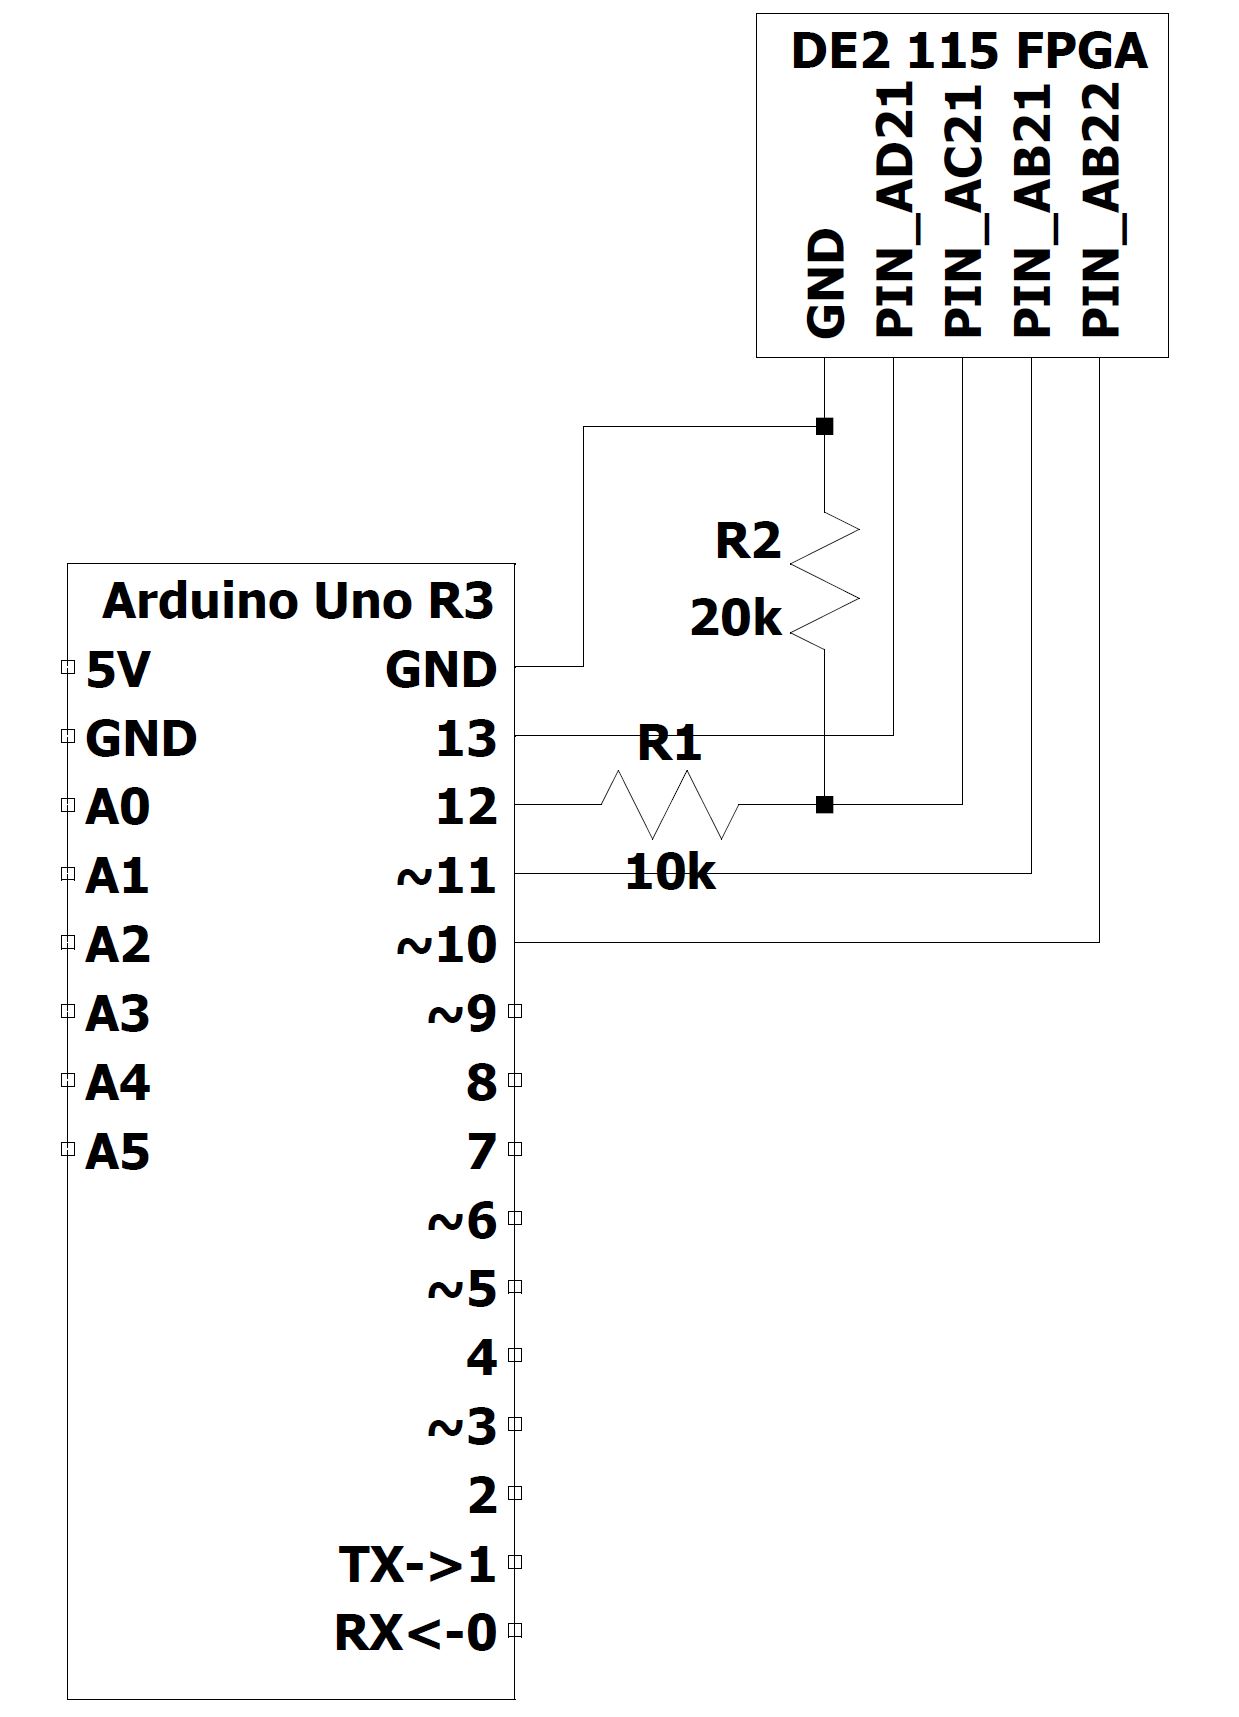 DE2 115 FPGA
GND
PIN_AD21
PIN_AC21
PIN_AB21
PIN_AB22
R2
20k
R1
10k
Arduino Uno R3
5V GND
GND 13
A0 12
A1 ~11
A2 ~10
A3 ~9
A4 8
A5 7
~6
~5
4
~3
2
TX->1
RX<-0